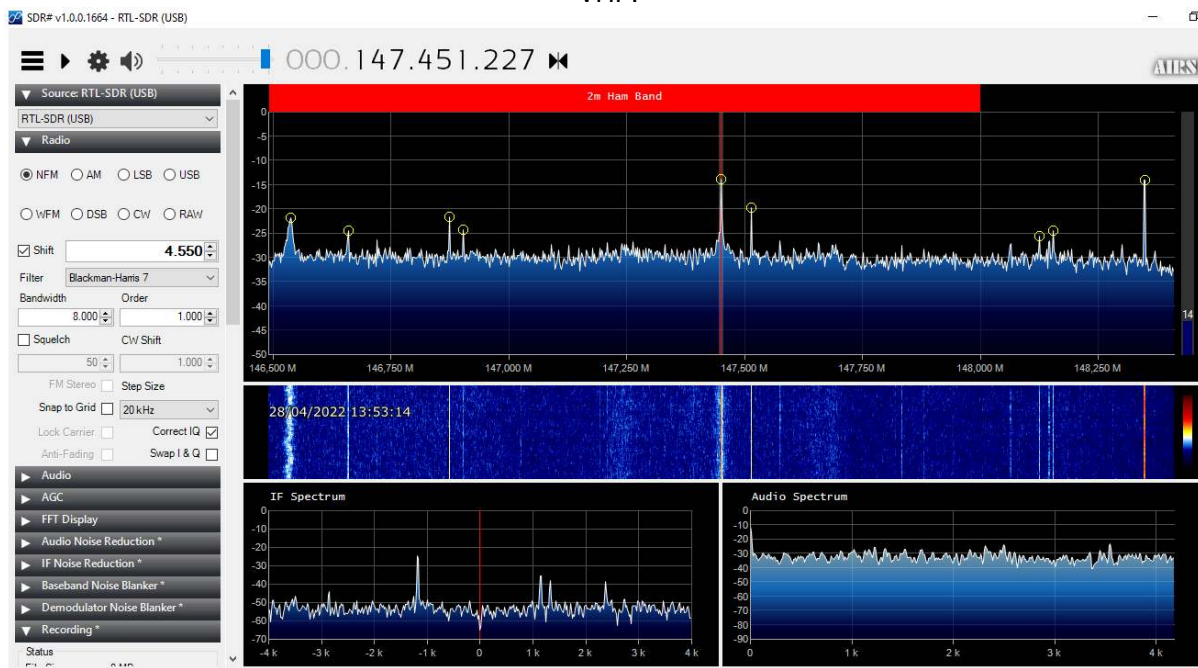 SDR# v1.0.0.1664 - RTL-SDR (USB)
000.147.451.227
AIRS
Source: RTL-SDR (USB)
RTL-SDR (USB)
Radio
NFM AM LSB USB
WFM DSB CW RAW
Shift 4.550
Filter Blackman-Harris 7
Bandwidth Order
8.000 1.000
Squelch CW Shift
50 1.000
FM Stereo Step Size
Snap to Grid 20 kHz
Lock Carrier Correct IQ
Anti-Fading Swap I & Q
Audio
AGC
FFT Display
Audio Noise Reduction *
IF Noise Reduction *
Baseband Noise Blanker *
Demodulator Noise Blanker *
Recording *
Status
2m Ham Band
0
-5
-10
-15
-20
-25
-30
-35
-40
-45
-50
146,500 M 146,750 M 147,000 M 147,250 M 147,500 M 147,750 M 148,000 M 148,250 M
14
28/04/2022 13:53:14
IF Spectrum
0
-10
-20
-30
-40
-50
-60
-70
-4 k -3 k -2 k -1 k 0 1 k 2 k 3 k 4 k
Audio Spectrum
0
-10
-20
-30
-40
-50
-60
-70
-80
-90
1 k 2 k 3 k 4 k